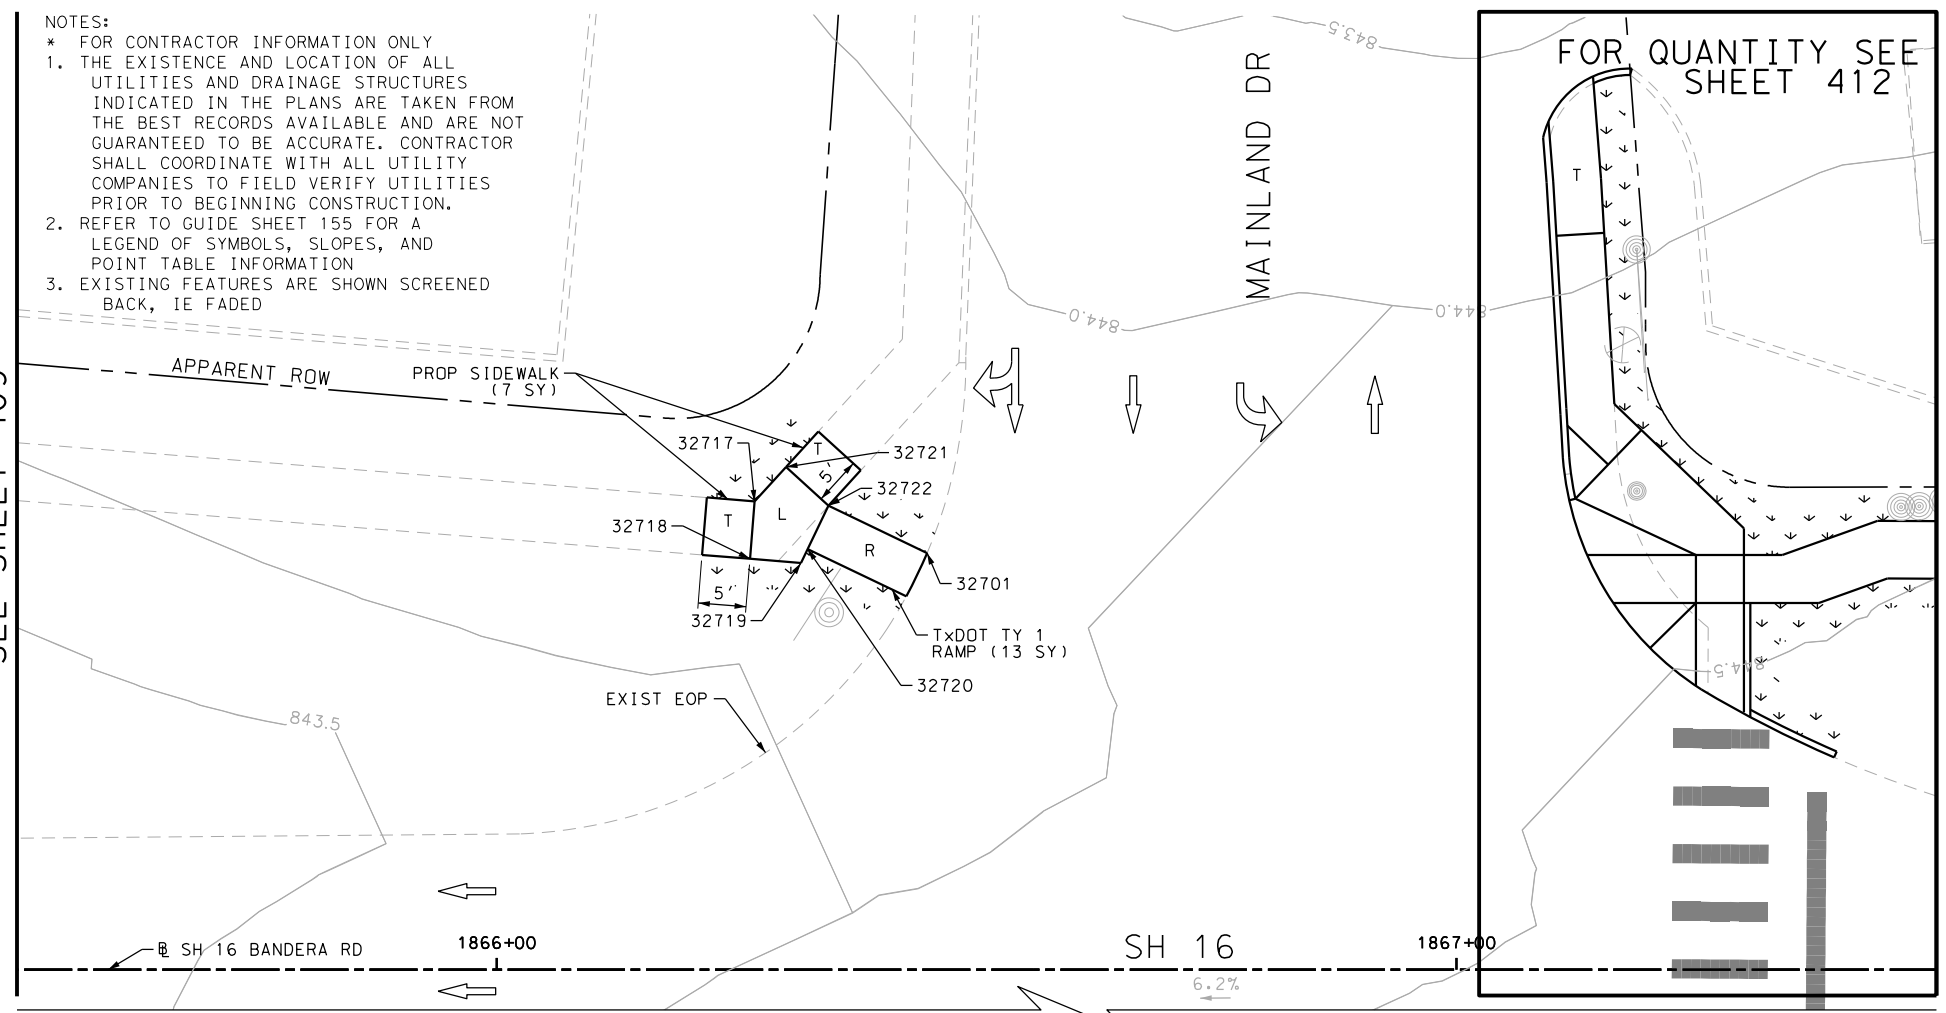 NOTES:
* FOR CONTRACTOR INFORMATION ONLY
1. THE EXISTENCE AND LOCATION OF ALL
UTILITIES AND DRAINAGE STRUCTURES
INDICATED IN THE PLANS ARE TAKEN FROM
THE BEST RECORDS AVAILABLE AND ARE NOT
GUARANTEED TO BE ACCURATE. CONTRACTOR
SHALL COORDINATE WITH ALL UTILITY
COMPANIES TO FIELD VERIFY UTILITIES
PRIOR TO BEGINNING CONSTRUCTION.
2. REFER TO GUIDE SHEET 155 FOR A
LEGEND OF SYMBOLS, SLOPES, AND
POINT TABLE INFORMATION
3. EXISTING FEATURES ARE SHOWN SCREENED
BACK, IE FADED
FOR QUANTITY SEE
SHEET 412
MAINLAND DR
843.5
844.0
844.0
T
APPARENT ROW
PROP SIDEWALK
(7 SY)
32717
T
32721
5'
32722
32718
T
L
R
32701
5'
32719
TxDOT TY 1
RAMP (13 SY)
32720
EXIST EOP
843.5
844.5
1866+00
SH 16
1867+00
℄ SH 16 BANDERA RD
6.2%